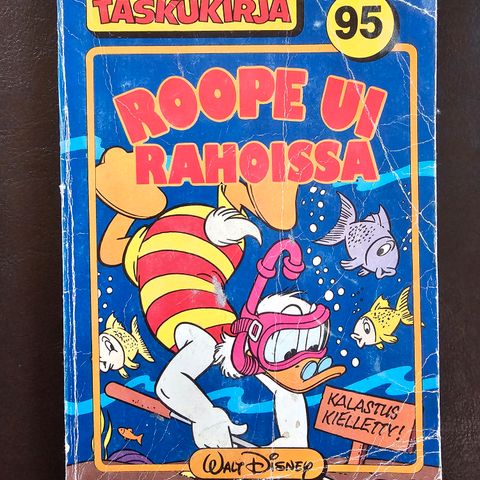 TASKUKIRJA
95
ROOPE UI
RAHOISSA
KALASTUS
KIELLETTY!
WALT DISNEY